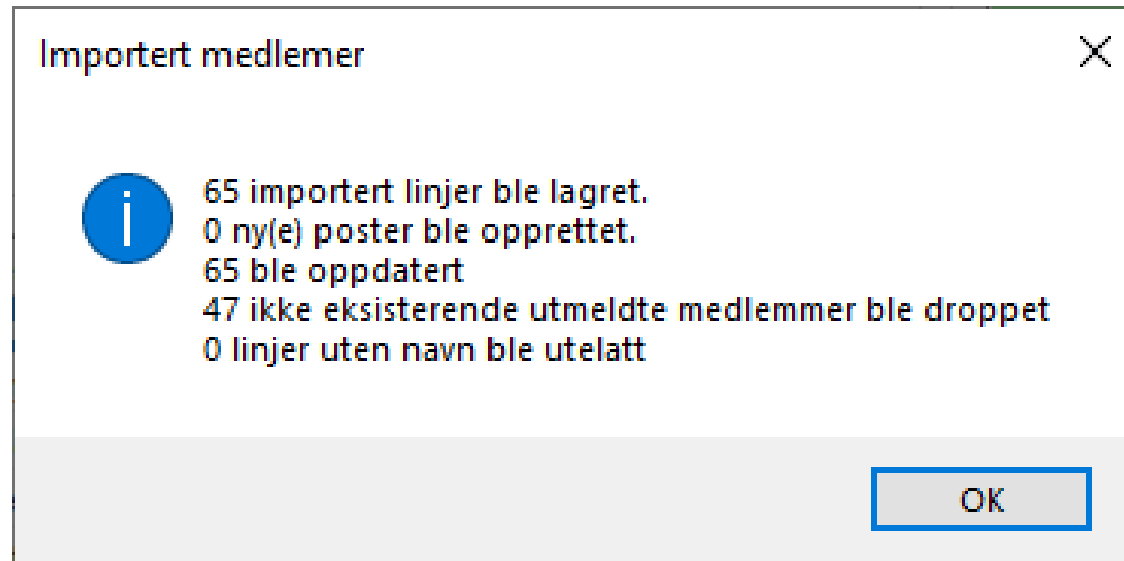 Importert medlemer
65 importert linjer ble lagret.
0 ny(e) poster ble opprettet.
65 ble oppdatert
47 ikke eksisterende utmeldte medlemmer ble droppet
0 linjer uten navn ble utelatt
OK